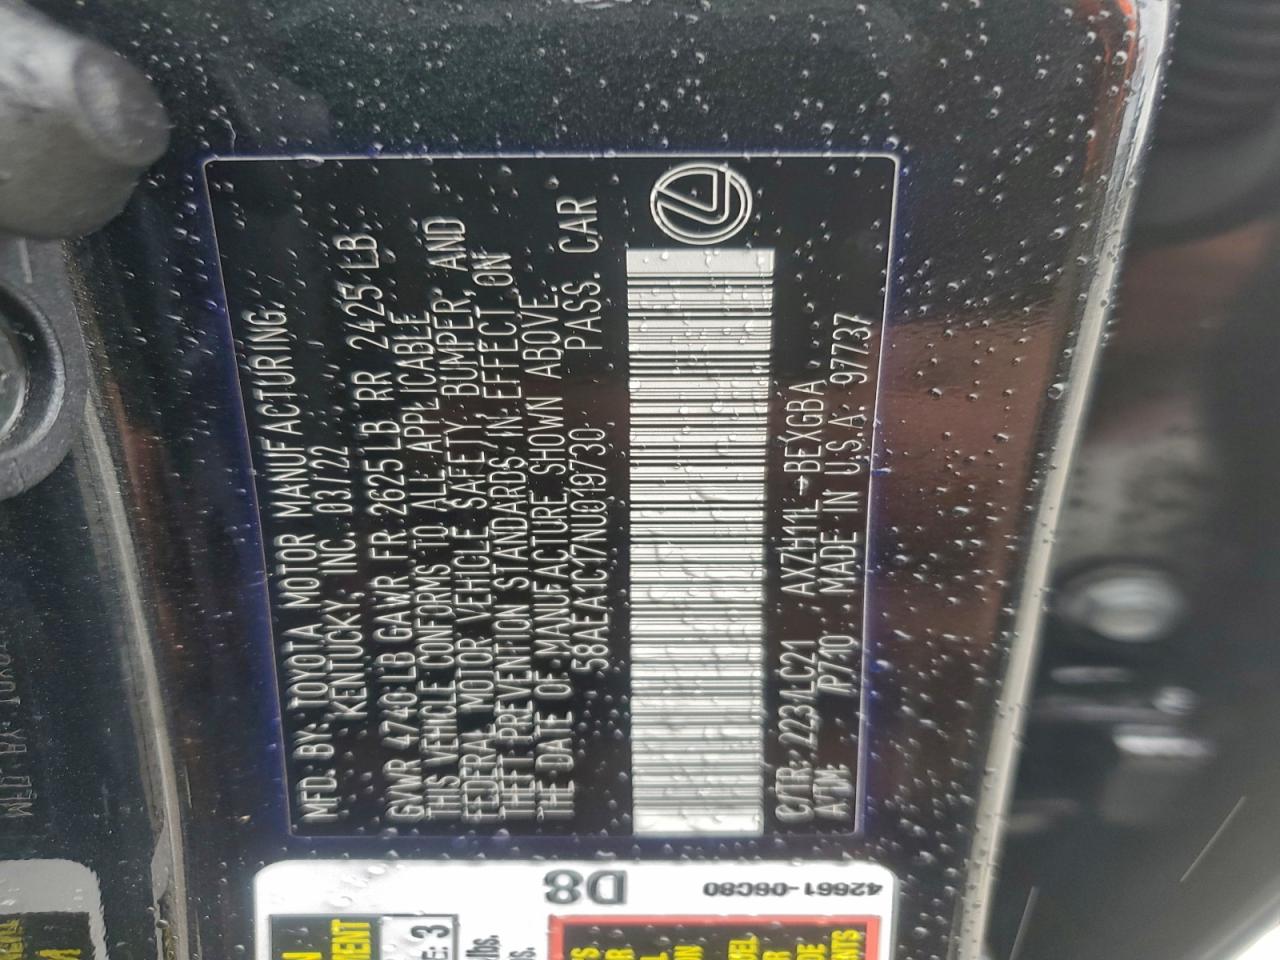 MFD. BY: TOYOTA MOTOR MANUFACTURING.
KENTUCKY, INC. 03/22
GVWR 4740 LB GAWR FR 2625 LB RR 2425 LB
THIS VEHICLE CONFORMS TO ALL APPLICABLE
FEDERAL MOTOR VEHICLE SAFETY, BUMPER, AND
THEFT PREVENTION STANDARDS IN EFFECT ON
THE DATE OF MANUFACTURE SHOWN ABOVE.
58AEA1C17NU019730 PASS. CAR
C/TR: 223/LC21 AXZH11L-BEXGBA
A/TM: P710 MADE IN U.S.A. 97737
D8
42661-06C80
3